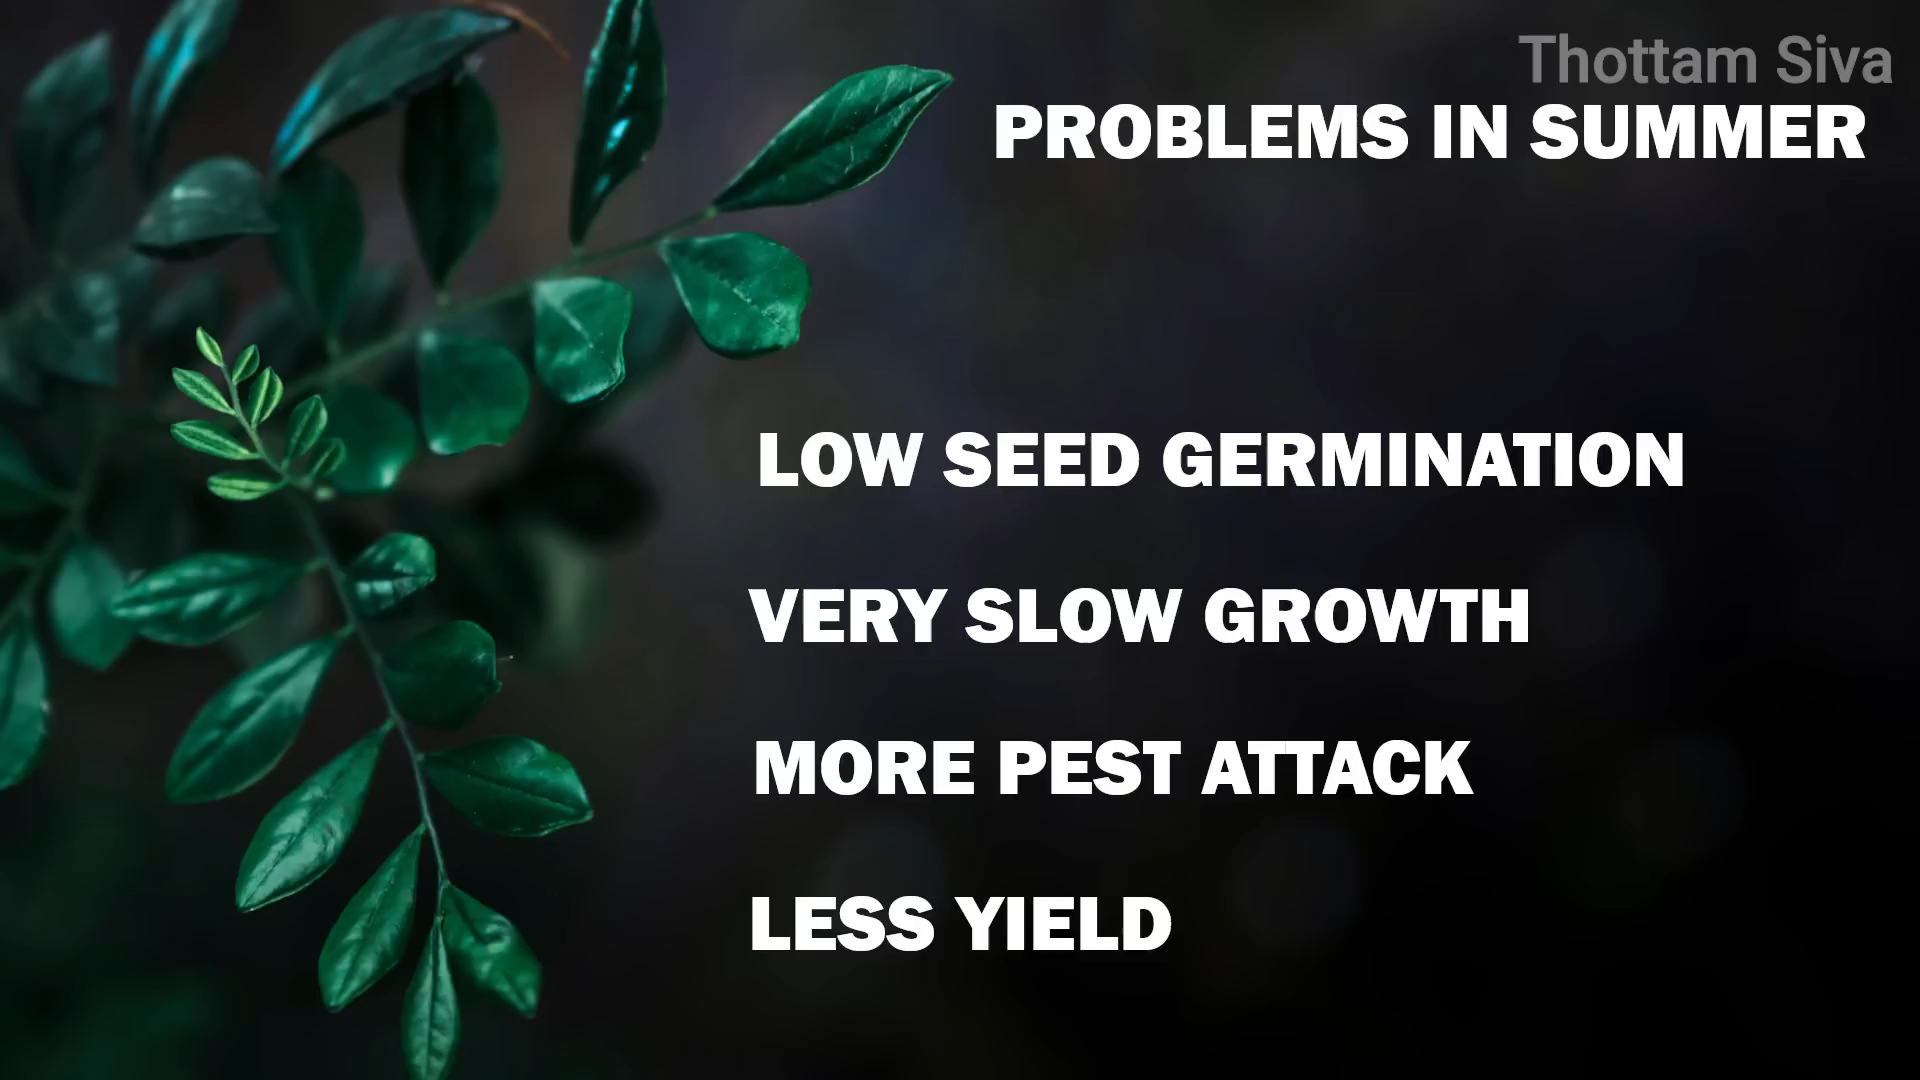 Thottam Siva
PROBLEMS IN SUMMER
LOW SEED GERMINATION
VERY SLOW GROWTH
MORE PEST ATTACK
LESS YIELD